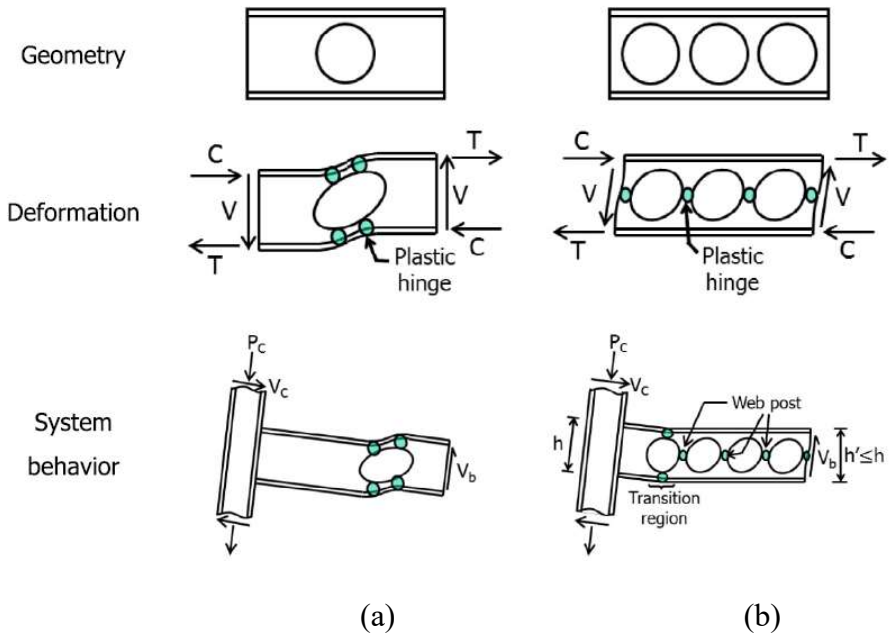 Geometry
Deformation
C
V
T
T
V
C
Plastic
hinge
C
V
T
T
V
C
Plastic
hinge
System
behavior
Pc
Vc
Vb
Pc
Vc
h
Web post
Vb
h'≤h
Transition
region
(a)
(b)